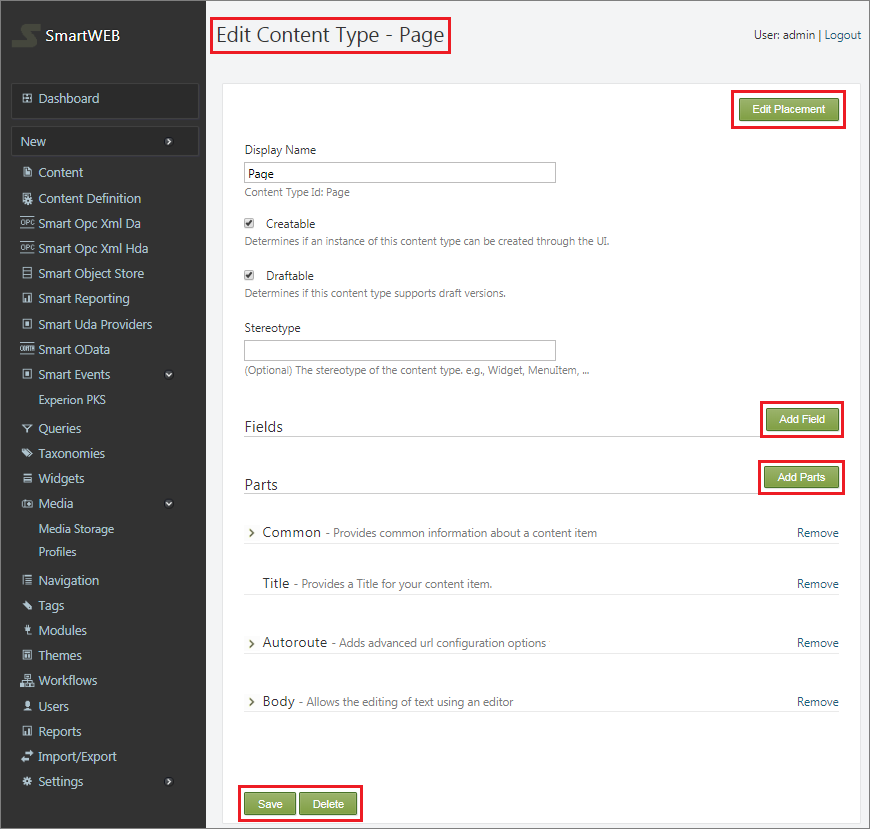 SmartWEB
Edit Content Type - Page
User: admin | Logout
Dashboard
New
Content
Content Definition
OPC Smart Opc Xml Da
OPC Smart Opc Xml Hda
Smart Object Store
Smart Reporting
Smart Uda Providers
Smart OData
Smart Events
Experion PKS
Queries
Taxonomies
Widgets
Media
Media Storage
Profiles
Navigation
Tags
Modules
Themes
Workflows
Users
Reports
Import/Export
Settings
Edit Placement
Display Name
Page
Content Type Id: Page
Creatable
Determines if an instance of this content type can be created through the UI.
Draftable
Determines if this content type supports draft versions.
Stereotype
(Optional) The stereotype of the content type. e.g., Widget, MenuItem, ...
Fields
Add Field
Parts
Add Parts
Common - Provides common information about a content item
Remove
Title - Provides a Title for your content item.
Remove
Autoroute - Adds advanced url configuration options
Remove
Body - Allows the editing of text using an editor
Remove
Save
Delete